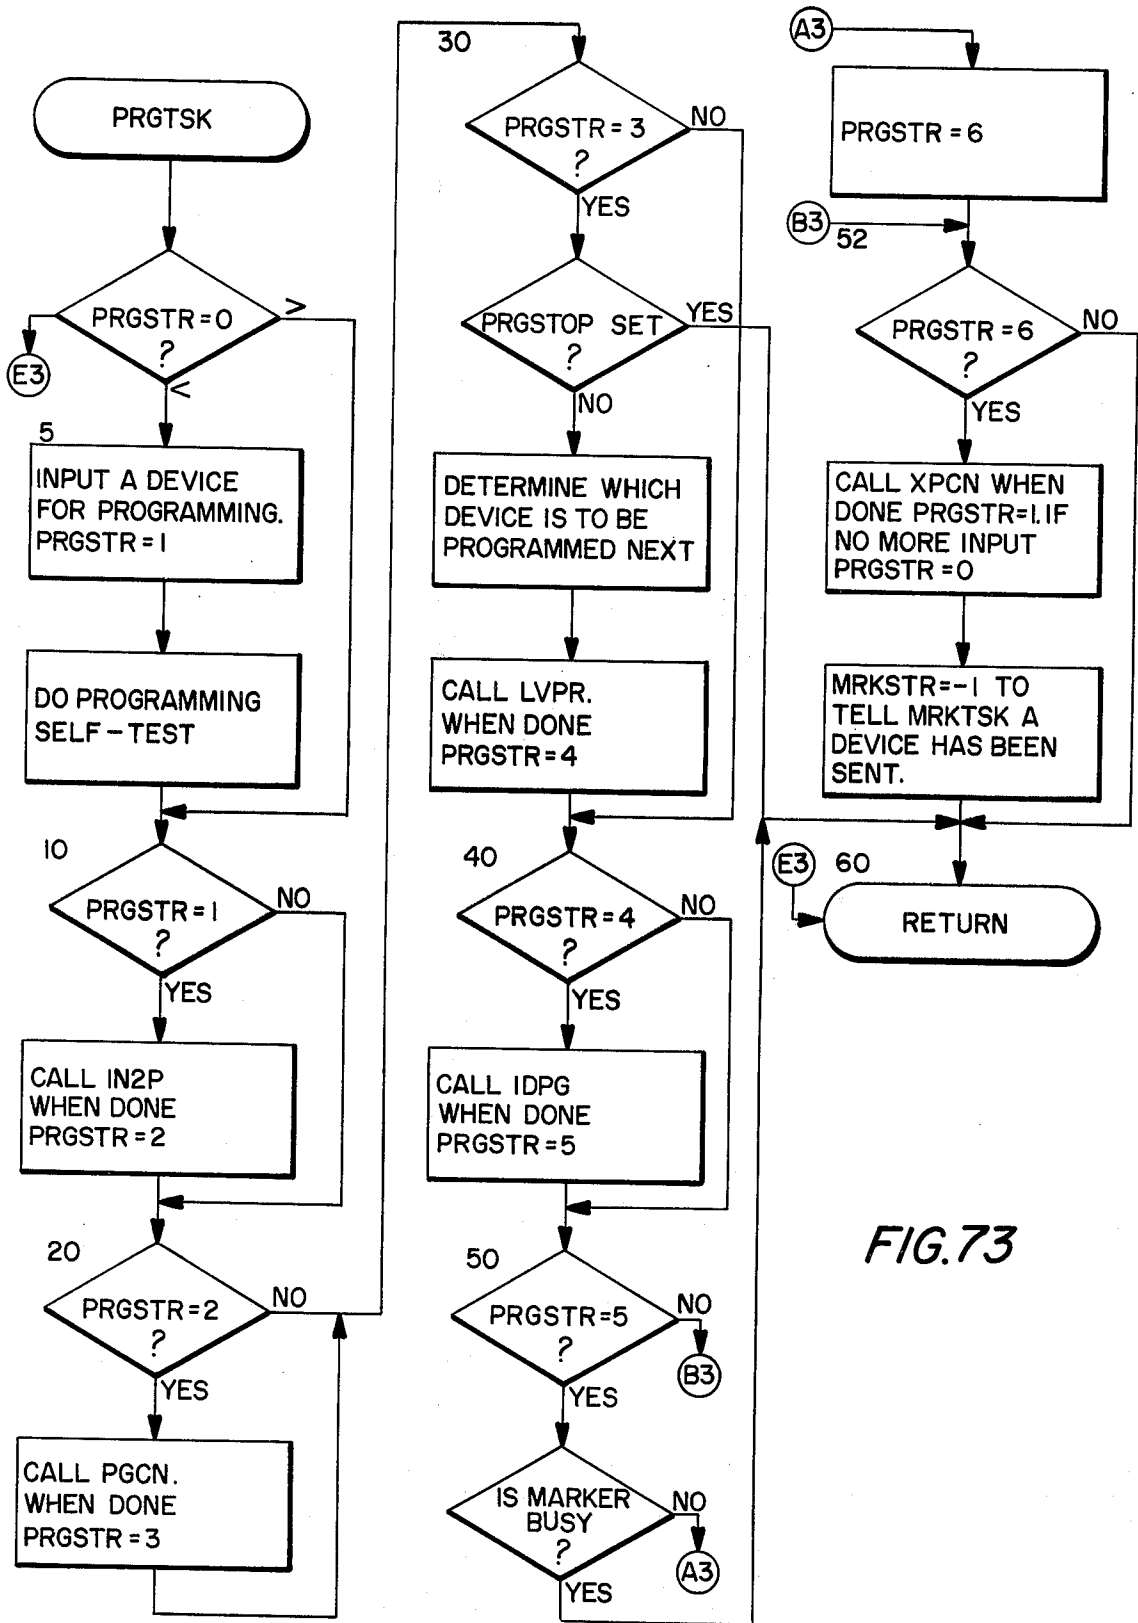 PRGTSK
PRGSTR=0
?
>
<
E3
5
INPUT A DEVICE
FOR PROGRAMMING.
PRGSTR=1
DO PROGRAMMING
SELF-TEST
10
PRGSTR=1
?
NO
YES
CALL IN2P
WHEN DONE
PRGSTR=2
20
PRGSTR=2
?
NO
YES
CALL PGCN.
WHEN DONE
PRGSTR=3
30
PRGSTR=3
?
NO
YES
PRGSTOP SET
?
YES
NO
DETERMINE WHICH
DEVICE IS TO BE
PROGRAMMED NEXT
CALL LVPR.
WHEN DONE
PRGSTR=4
40
PRGSTR=4
?
NO
YES
CALL IDPG
WHEN DONE
PRGSTR=5
50
PRGSTR=5
?
NO
B3
YES
IS MARKER
BUSY
?
NO
A3
YES
A3
PRGSTR=6
B3
52
PRGSTR=6
?
NO
YES
CALL XPCN WHEN
DONE PRGSTR=1. IF
NO MORE INPUT
PRGSTR=0
MRKSTR=-1 TO
TELL MRKTSK A
DEVICE HAS BEEN
SENT.
E3
60
RETURN
FIG.73